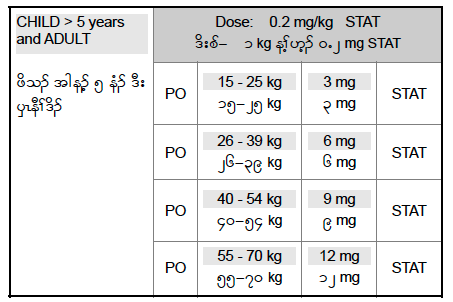 CHILD > 5 years
and ADULT
ဖိသၣ် အါန့ၣ် ၅ နံၣ် ဒီး
ပှၤနီၢ်ဒိၣ်
Dose: 0.2 mg/kg STAT
ဒိးစ်– ၁ kg န့ၢ်ဟ့ၣ် ၀.၂ mg STAT
PO 15 - 25 kg 3 mg STAT
၁၅–၂၅ kg ၃ mg
PO 26 - 39 kg 6 mg STAT
၂၆–၃၉ kg ၆ mg
PO 40 - 54 kg 9 mg STAT
၄၀–၅၄ kg ၉ mg
PO 55 - 70 kg 12 mg STAT
၅၅–၇၀ kg ၁၂ mg